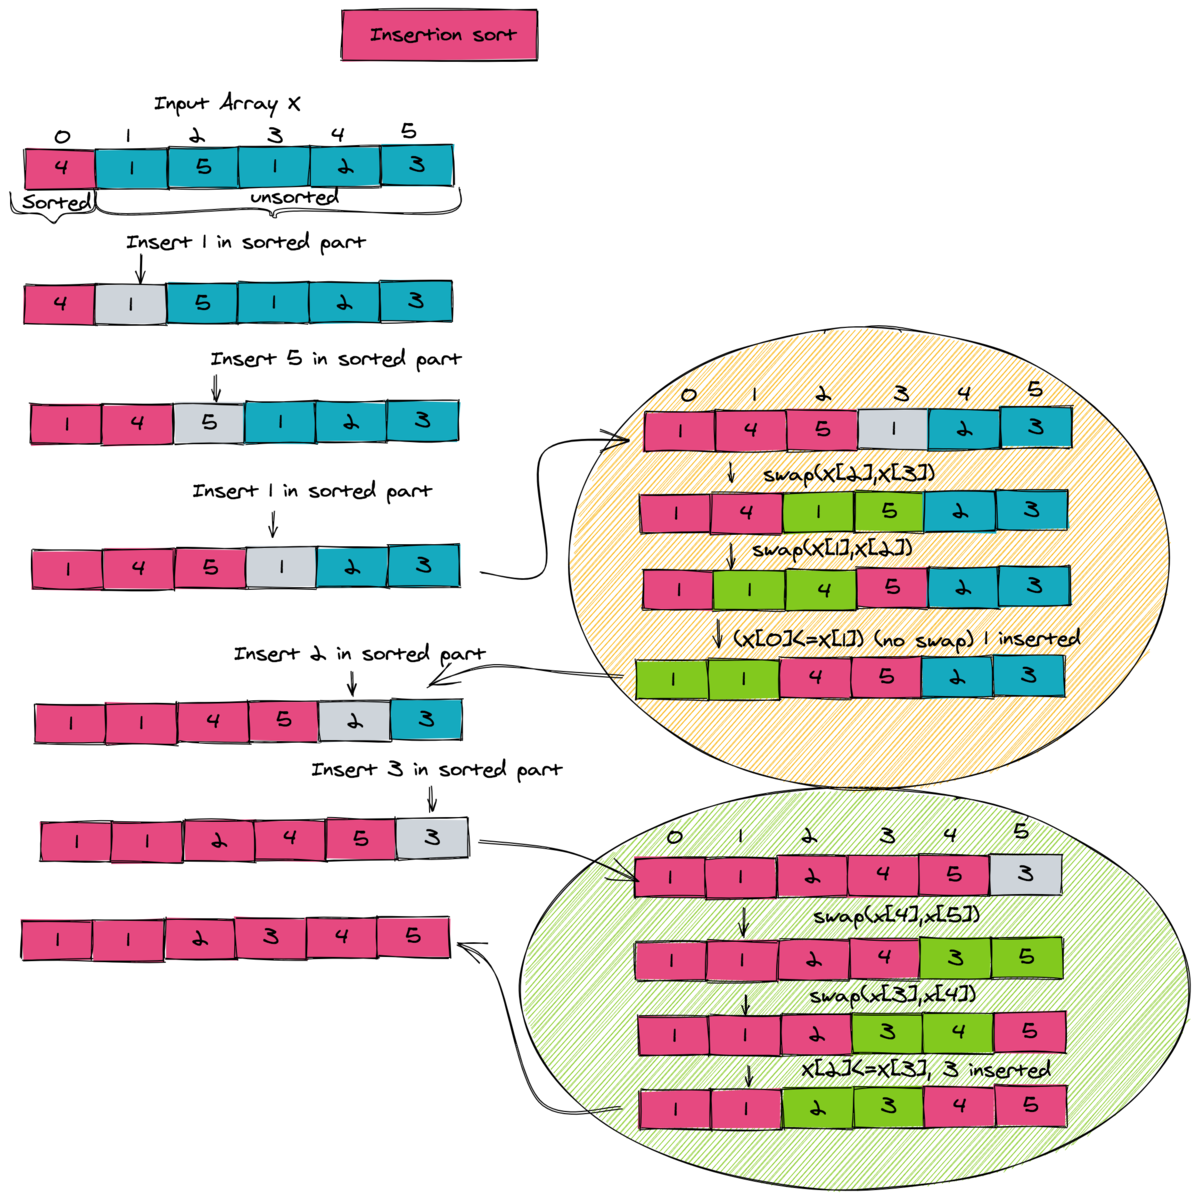 Insertion sort
Input Array X
0 1 2 3 4 5
4 1 5 1 2 3
Sorted unsorted
Insert 1 in sorted part
4 1 5 1 2 3
Insert 5 in sorted part
1 4 5 1 2 3
Insert 1 in sorted part
1 4 5 1 2 3
0 1 2 3 4 5
1 4 5 1 2 3
swap(x[2],x[3])
1 4 1 5 2 3
swap(x[1],x[2])
1 1 4 5 2 3
(x[0]<=x[1]) (no swap) 1 inserted
1 1 4 5 2 3
Insert 2 in sorted part
1 1 4 5 2 3
Insert 3 in sorted part
1 1 2 4 5 3
0 1 2 3 4 5
1 1 2 4 5 3
swap(x[4],x[5])
1 1 2 4 3 5
swap(x[3],x[4])
1 1 2 3 4 5
x[2]<=x[3], 3 inserted
1 1 2 3 4 5
1 1 2 3 4 5